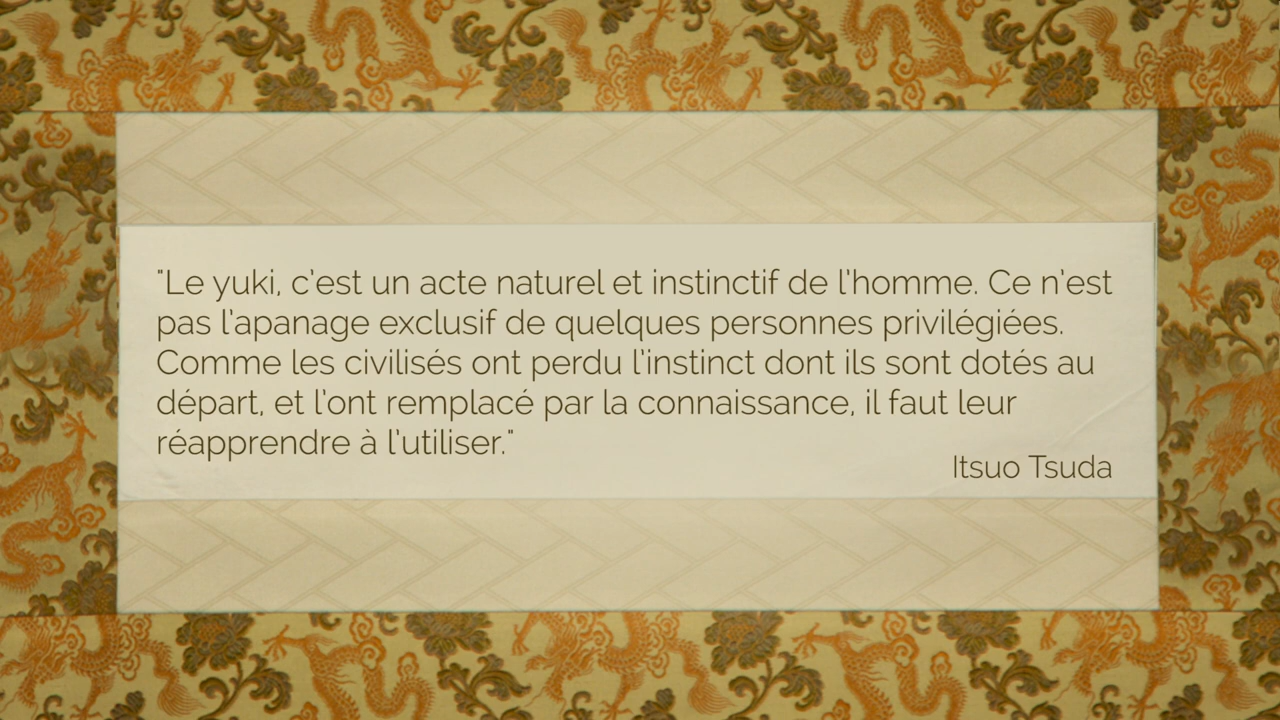 "Le yuki, c'est un acte naturel et instinctif de l'homme. Ce n'est
pas l'apanage exclusif de quelques personnes privilégiées.
Comme les civilisés ont perdu l'instinct dont ils sont dotés au
départ, et l'ont remplacé par la connaissance, il faut leur
réapprendre à l'utiliser."
Itsuo Tsuda